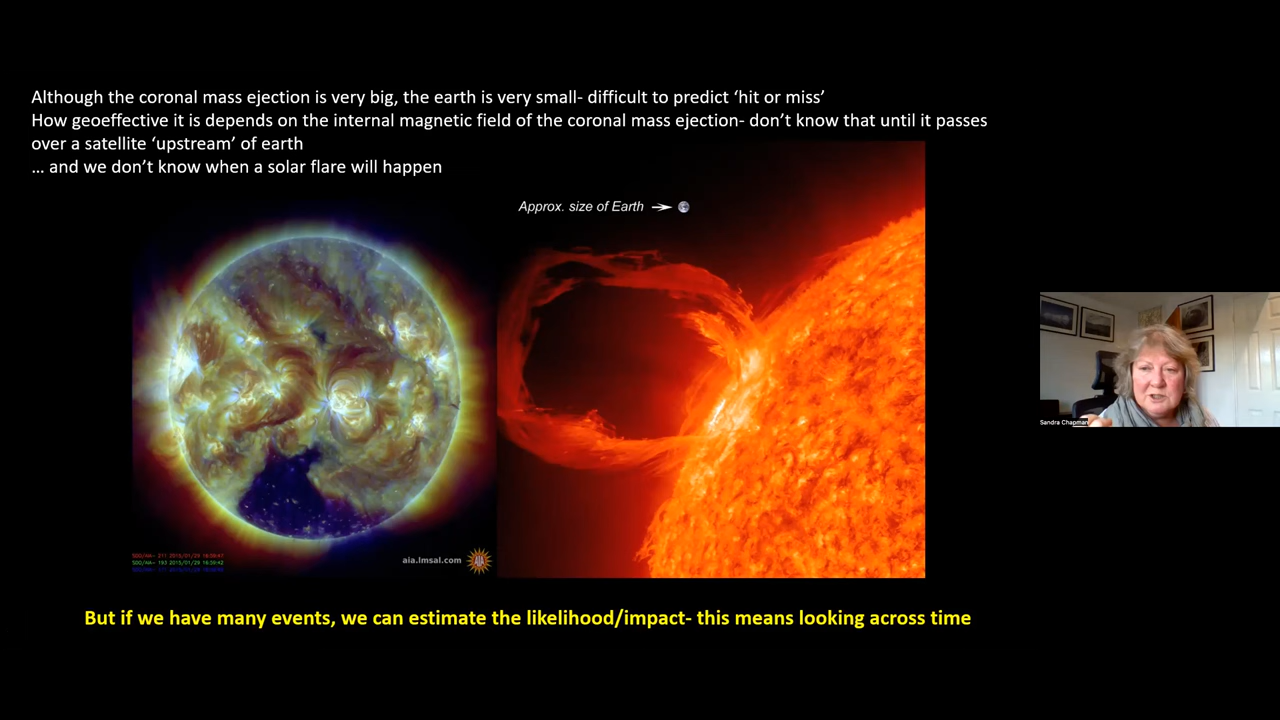 Although the coronal mass ejection is very big, the earth is very small- difficult to predict ‘hit or miss’
How geoeffective it is depends on the internal magnetic field of the coronal mass ejection- don’t know that until it passes
over a satellite ‘upstream’ of earth
… and we don’t know when a solar flare will happen
Approx. size of Earth
Sandra Chapman
aia.lmsal.com
But if we have many events, we can estimate the likelihood/impact- this means looking across time